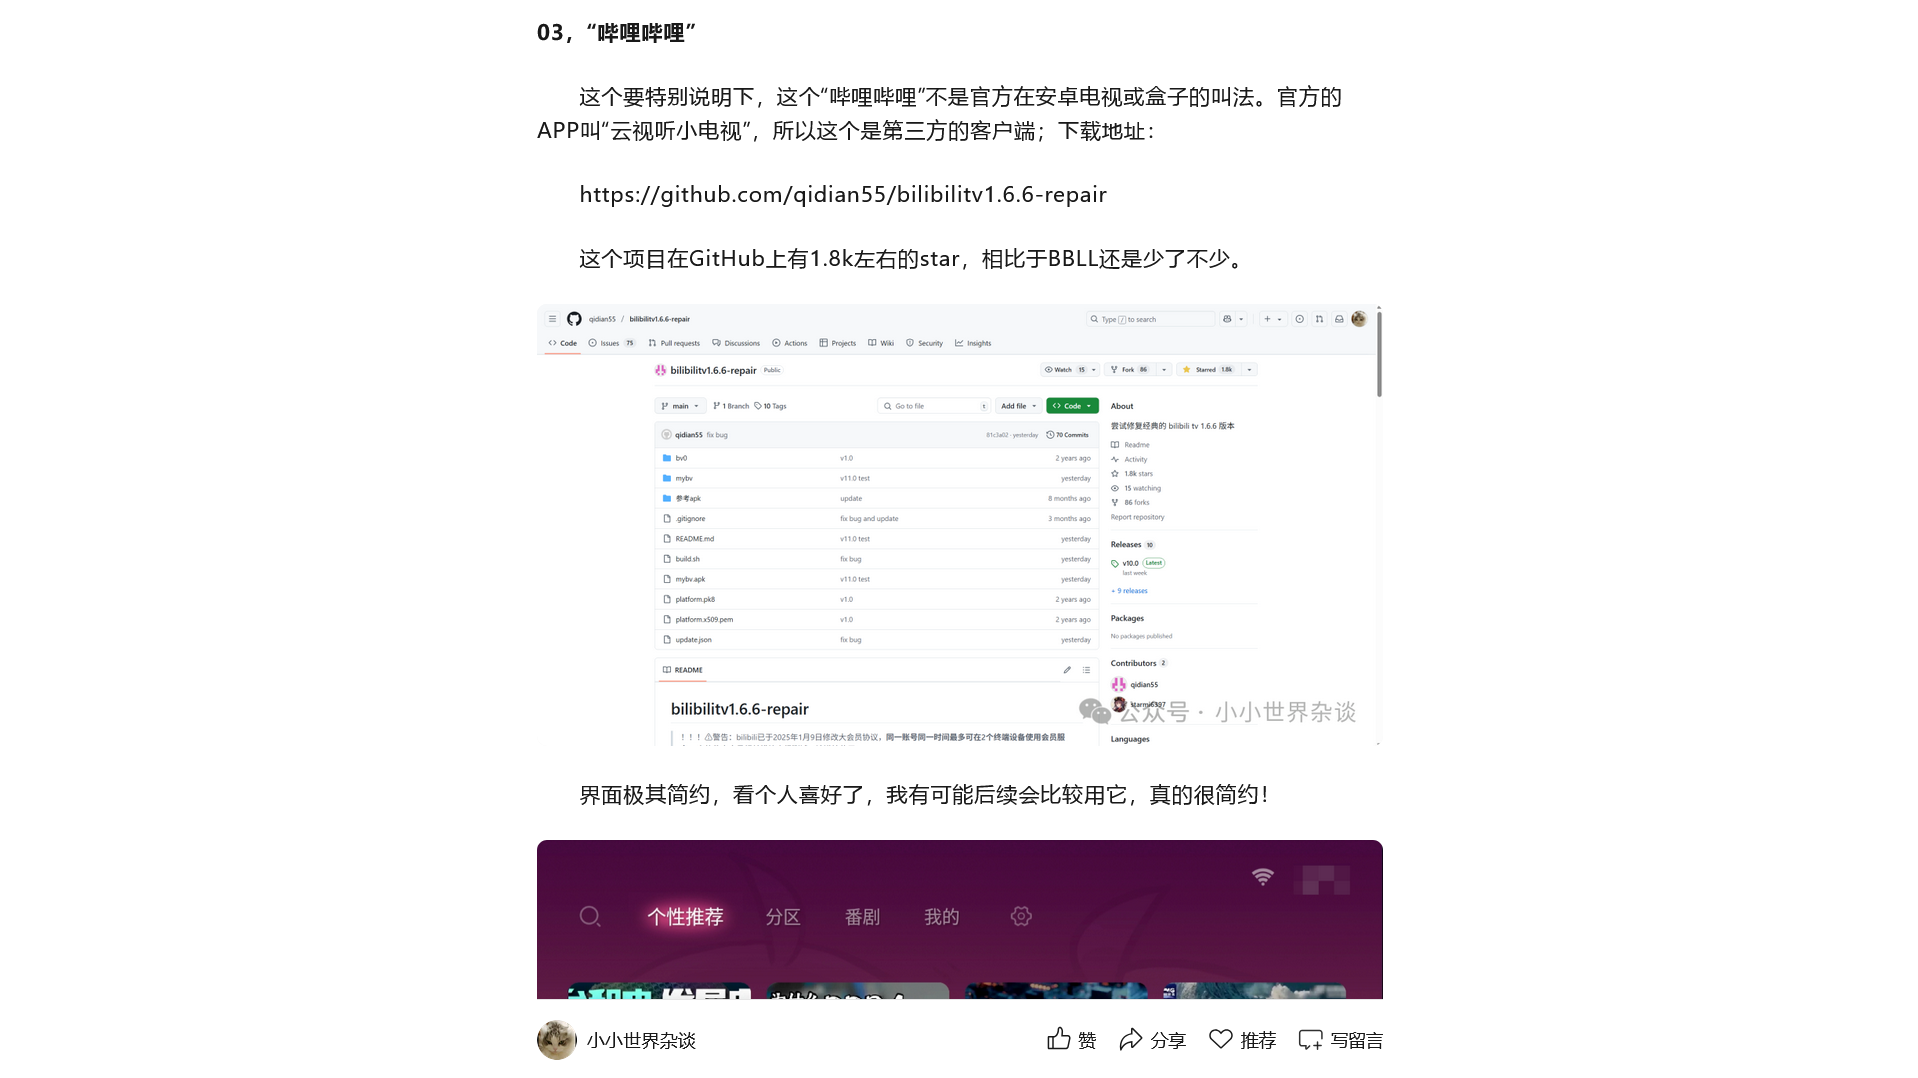 03，“哔哩哔哩”
这个要特别说明下，这个“哔哩哔哩”不是官方在安卓电视或盒子的叫法。官方的
APP叫“云视听小电视”，所以这个是第三方的客户端；下载地址：
https://github.com/qidian55/bilibilitv1.6.6-repair
这个项目在GitHub上有1.8k左右的star，相比于BBLL还是少了不少。
qidian55 / bilibilitv1.6.6-repair
Type / to search
Code
Issues 75
Pull requests
Discussions
Actions
Projects
Wiki
Security
Insights
bilibilitv1.6.6-repair Public
Watch 15
Fork 86
Starred 1.8k
main
1 Branch
10 Tags
Go to file t
Add file
Code
qidian55 fix bug 81c3a02 · yesterday 70 Commits
bv0 v1.0 2 years ago
mybv v11.0 test yesterday
参考apk update 8 months ago
.gitignore fix bug and update 3 months ago
README.md v11.0 test yesterday
build.sh fix bug yesterday
mybv.apk v11.0 test yesterday
platform.pk8 v1.0 2 years ago
platform.x509.pem v1.0 2 years ago
update.json fix bug yesterday
README
bilibilitv1.6.6-repair
！！！⚠警告：bilibili已于2025年1月9日修改大会员协议，同一账号同一时间最多可在2个终端设备使用会员服
About
尝试修复经典的 bilibili tv 1.6.6 版本
Readme
Activity
1.8k stars
15 watching
86 forks
Report repository
Releases 10
v10.0 Latest
last week
+ 9 releases
Packages
No packages published
Contributors 2
qidian55
starmi6397
公众号 · 小小世界杂谈
Languages
界面极其简约，看个人喜好了，我有可能后续会比较用它，真的很简约！
个性推荐 分区 番剧 我的
小小世界杂谈
赞 分享 推荐 写留言